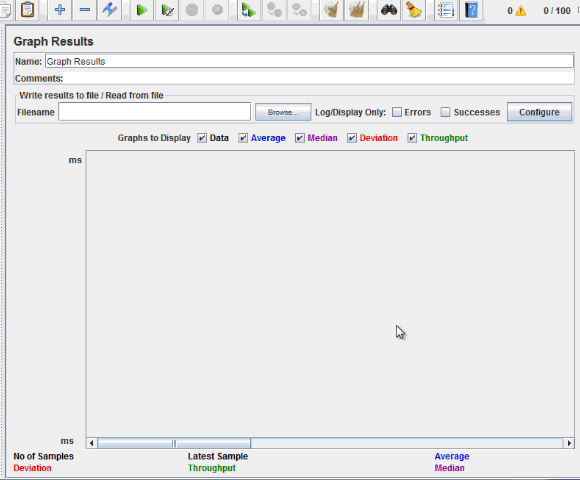 0 0 / 100
Graph Results
Name: Graph Results
Comments:
Write results to file / Read from file
Filename Browse... Log/Display Only: Errors Successes Configure
Graphs to Display Data Average Median Deviation Throughput
ms
ms
No of Samples Latest Sample Average
Deviation Throughput Median